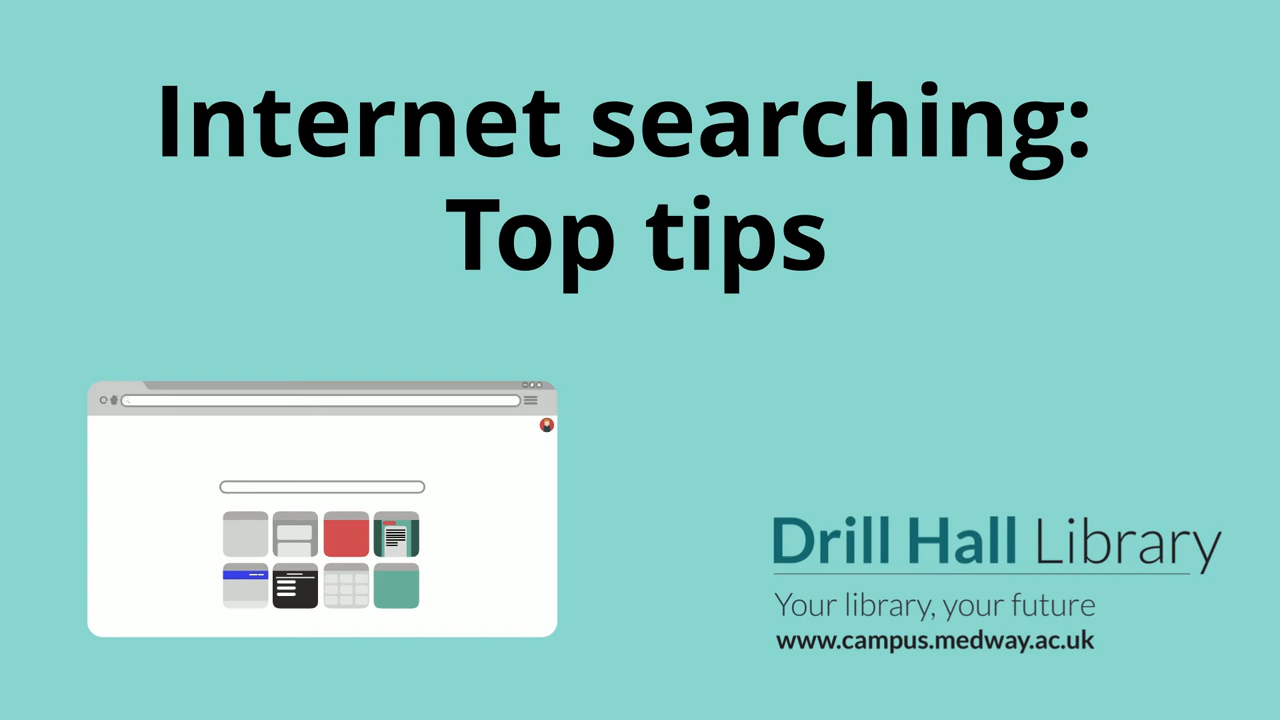 Internet searching:
Top tips
Drill Hall Library
Your library, your future
www.campus.medway.ac.uk